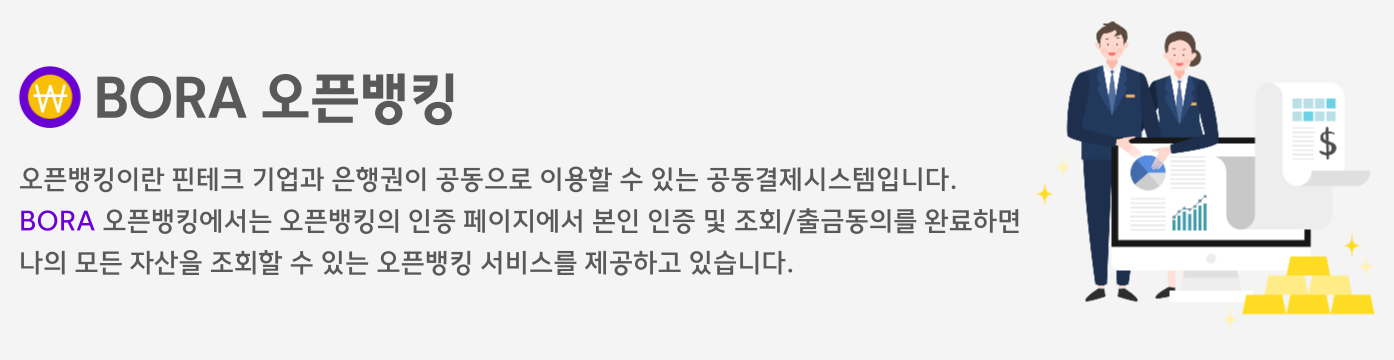 ₩ BORA 오픈뱅킹
오픈뱅킹이란 핀테크 기업과 은행권이 공동으로 이용할 수 있는 공동결제시스템입니다.
BORA 오픈뱅킹에서는 오픈뱅킹의 인증 페이지에서 본인 인증 및 조회/출금동의를 완료하면
나의 모든 자산을 조회할 수 있는 오픈뱅킹 서비스를 제공하고 있습니다.
$